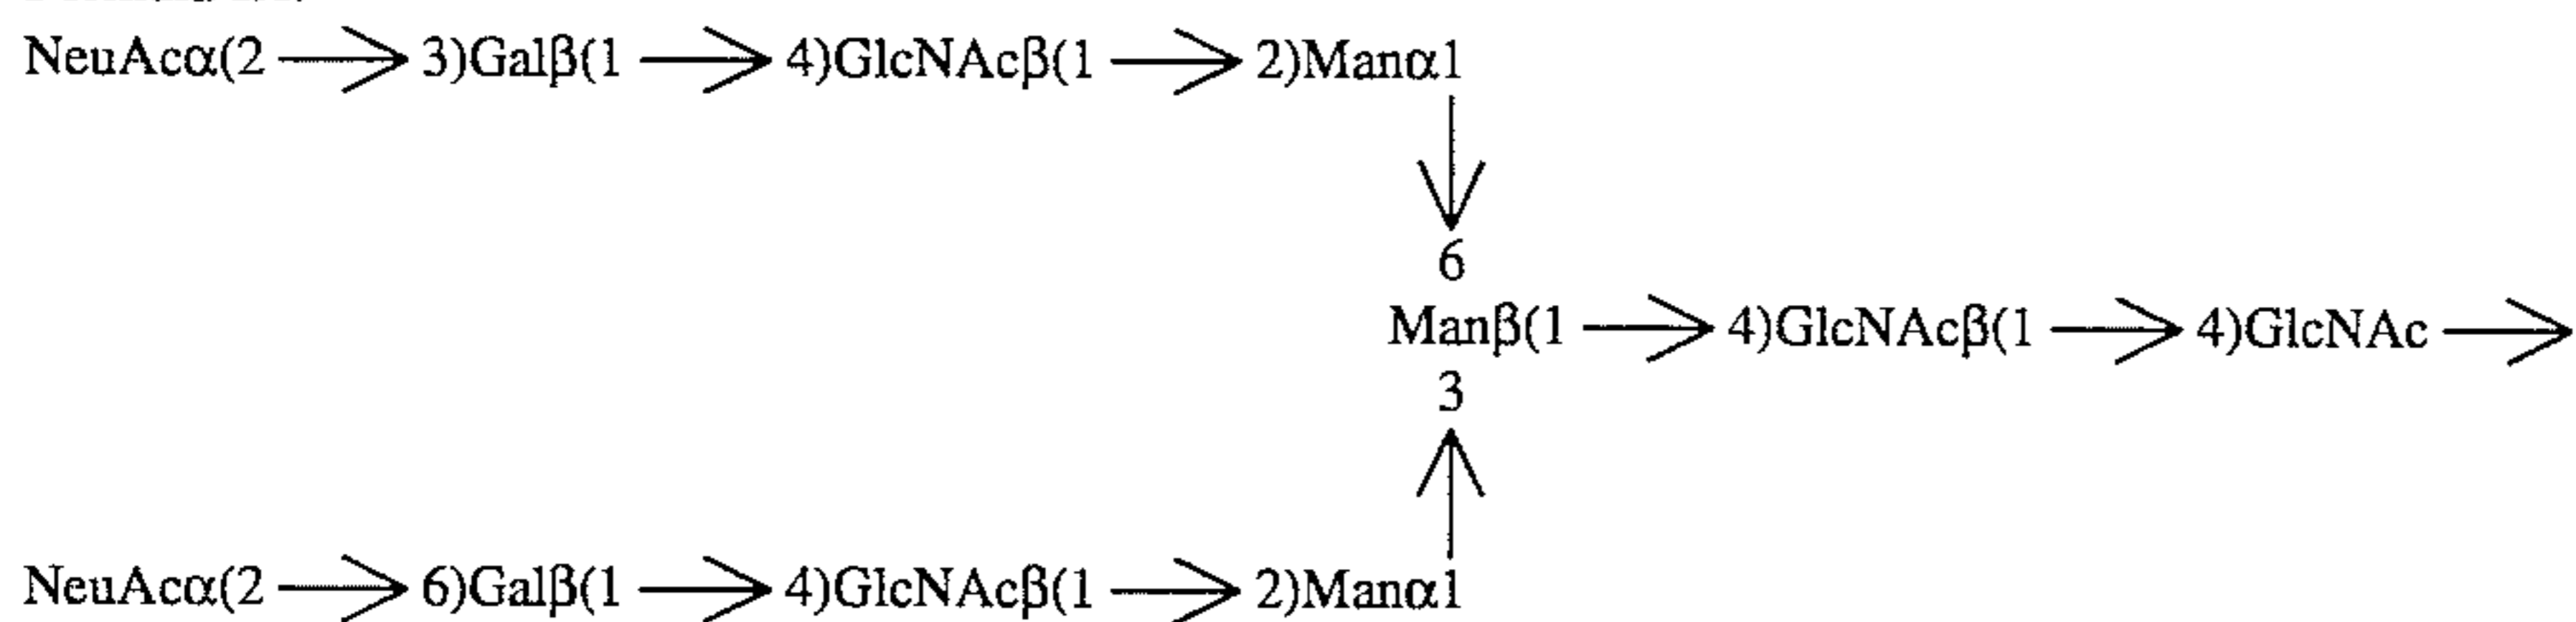 NeuAcα(2 → 3)Galβ(1 → 4)GlcNAcβ(1 → 2)Manα1
6
Manβ(1 → 4)GlcNAcβ(1 → 4)GlcNAc →
3
NeuAcα(2 → 6)Galβ(1 → 4)GlcNAcβ(1 → 2)Manα1